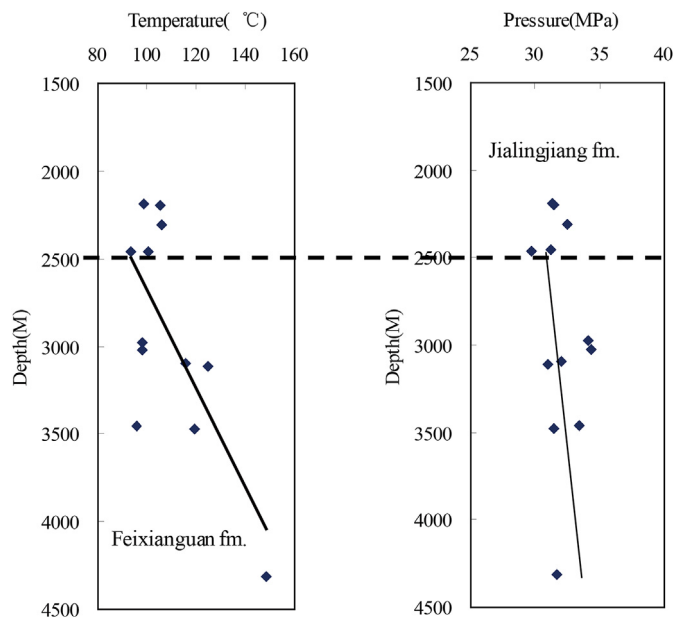 Temperature( ℃)
80 100 120 140 160
1500
2000
2500
3000
3500
4000
4500
Depth(M)
Feixianguan fm.
Pressure(MPa)
25 30 35 40
1500
2000
2500
3000
3500
4000
4500
Depth(M)
Jialingjiang fm.